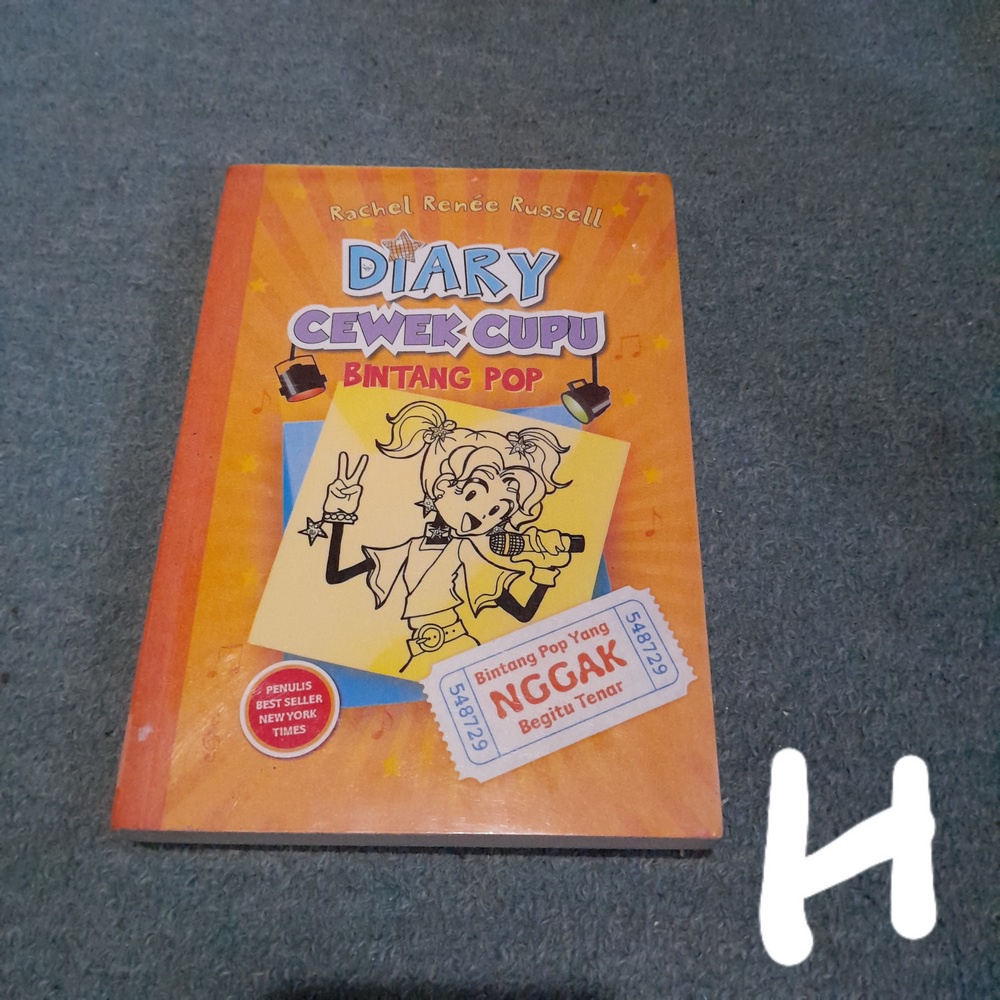 Rachel Renée Russell
DIARY
CEWEK CUPU
BINTANG POP
548729
Bintang Pop Yang
NGGAK
Begitu Tenar
548729
PENULIS
BEST SELLER
NEW YORK
TIMES
H